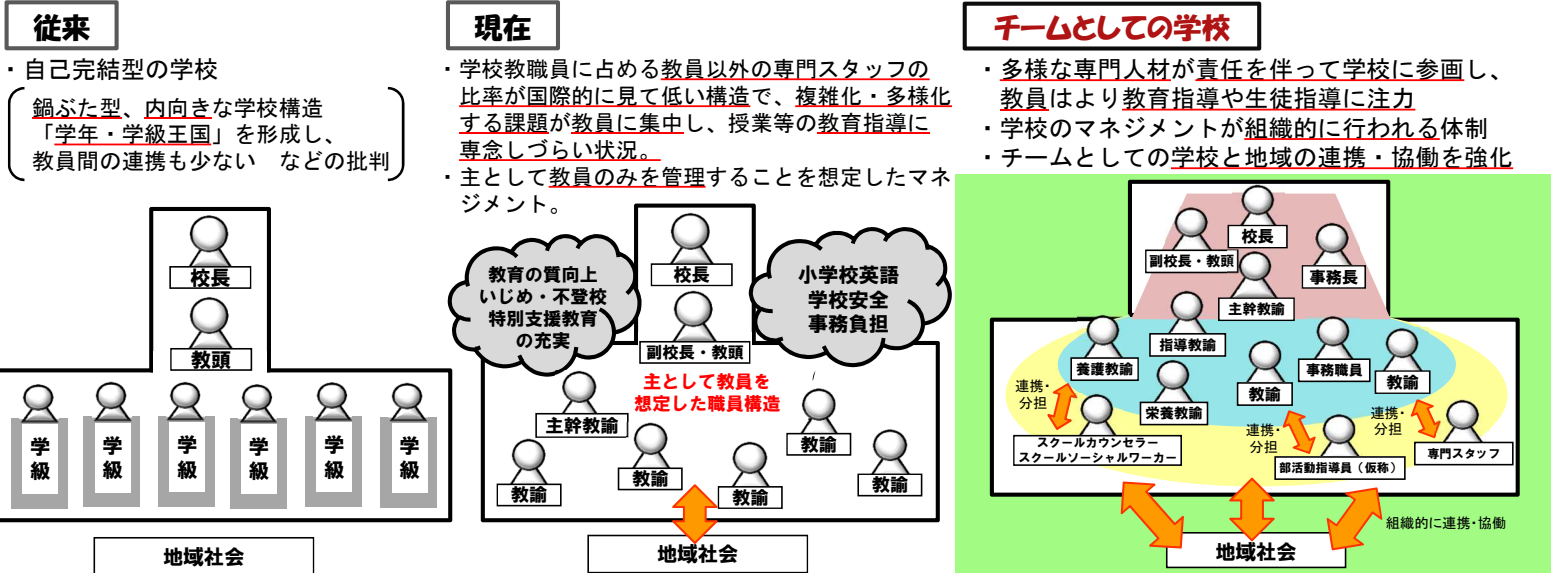 従来
・自己完結型の学校
鍋ぶた型、内向きな学校構造
「学年・学級王国」を形成し、
教員間の連携も少ない　などの批判
校長
教頭
学級
学級
学級
学級
学級
学級
地域社会
現在
・学校教職員に占める教員以外の専門スタッフの
比率が国際的に見て低い構造で、複雑化・多様化
する課題が教員に集中し、授業等の教育指導に
専念しづらい状況。
・主として教員のみを管理することを想定したマネ
ジメント。
教育の質向上
いじめ・不登校
特別支援教育
の充実
校長
小学校英語
学校安全
事務負担
副校長・教頭
主として教員を
想定した職員構造
主幹教諭
教諭
教諭
教諭
教諭
教諭
地域社会
チームとしての学校
・多様な専門人材が責任を伴って学校に参画し、
教員はより教育指導や生徒指導に注力
・学校のマネジメントが組織的に行われる体制
・チームとしての学校と地域の連携・協働を強化
校長
副校長・教頭
事務長
主幹教諭
指導教諭
養護教諭
事務職員
教諭
教諭
栄養教諭
連携・
分担
連携・
分担
連携・
分担
スクールカウンセラー
スクールソーシャルワーカー
部活動指導員（仮称）
専門スタッフ
組織的に連携・協働
地域社会